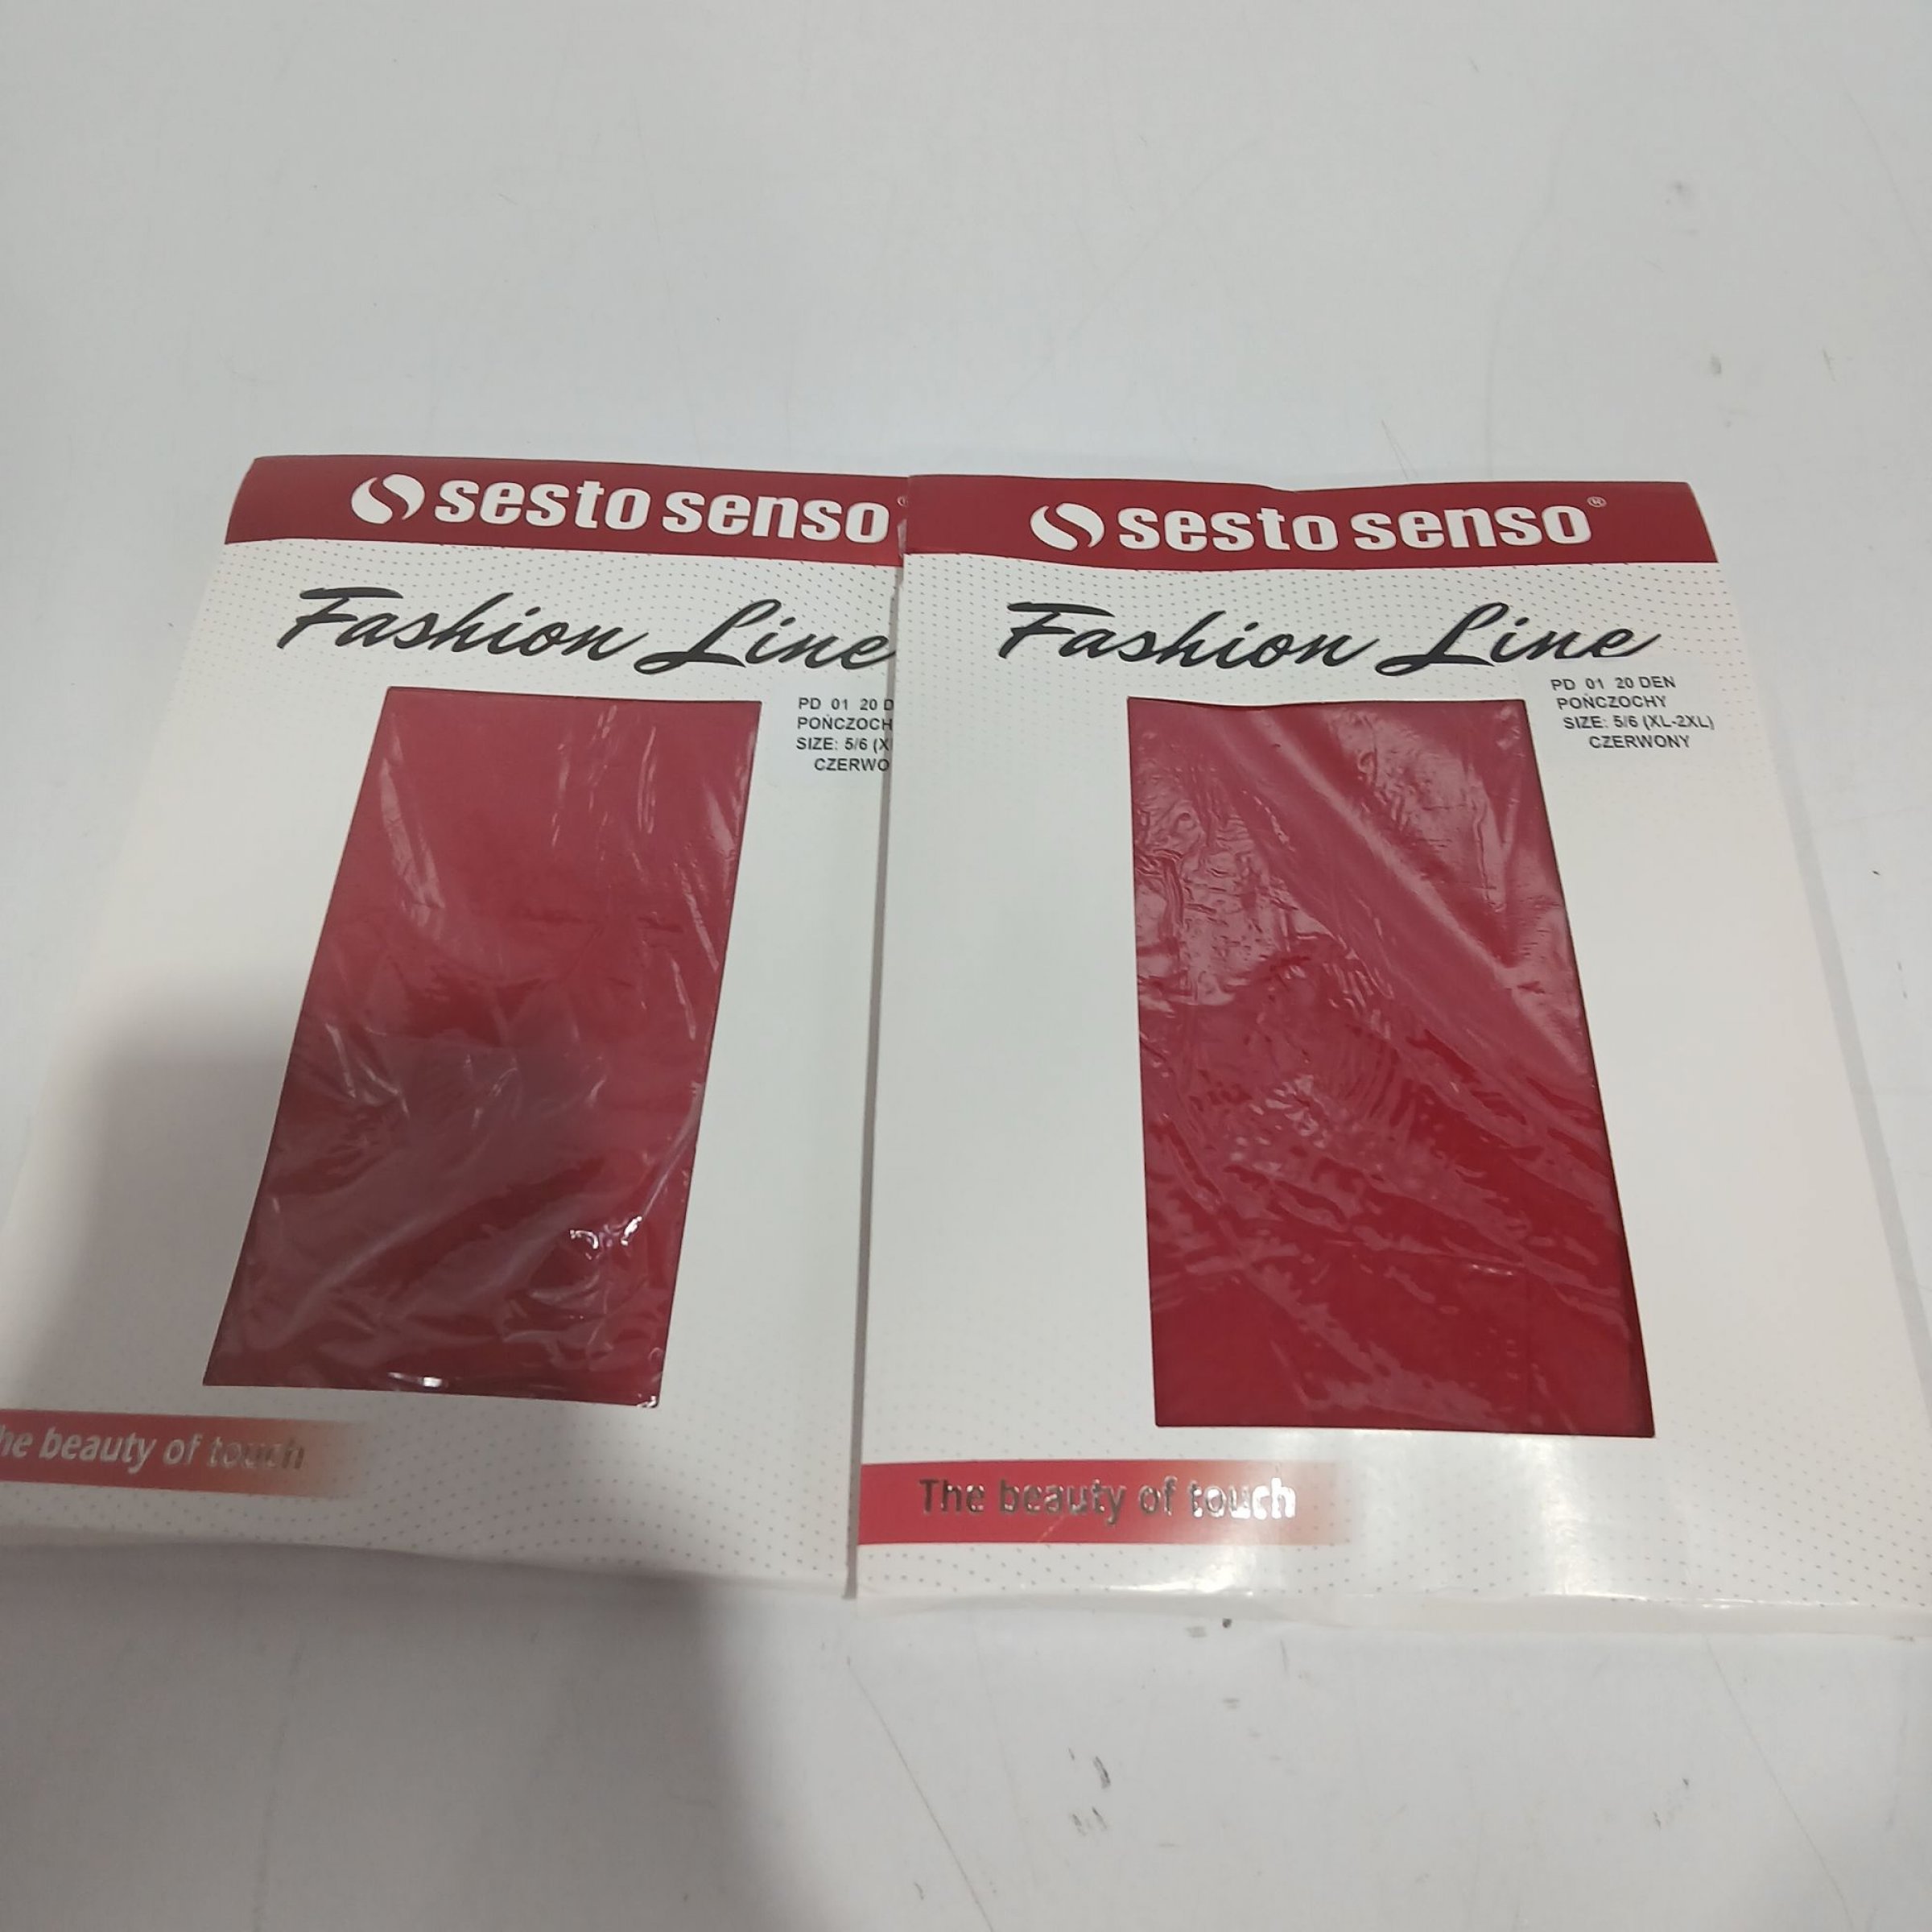 sesto senso
Fashion Line
PD 01 20 D
POŃCZOCH
SIZE: 5/6 (X
CZERWO
he beauty of touch
sesto senso®
Fashion Line
PD 01 20 DEN
POŃCZOCHY
SIZE: 5/6 (XL-2XL)
CZERWONY
The beauty of touch